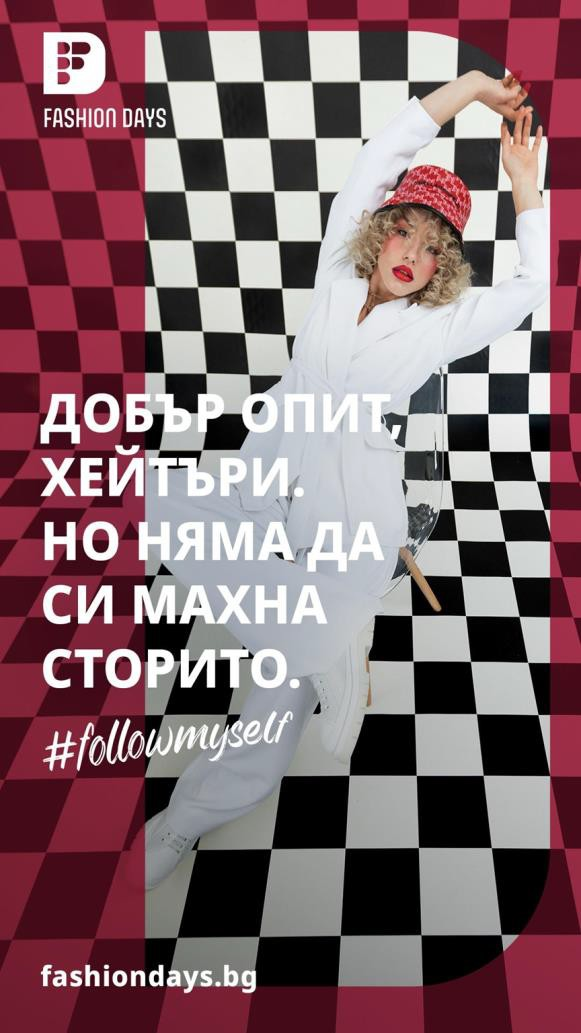 FASHION DAYS
ДОБЪР ОПИТ,
ХЕЙТЪРИ.
НО НЯМА ДА
СИ МАХНА
СТОРИТО.
#followmyself
fashiondays.bg